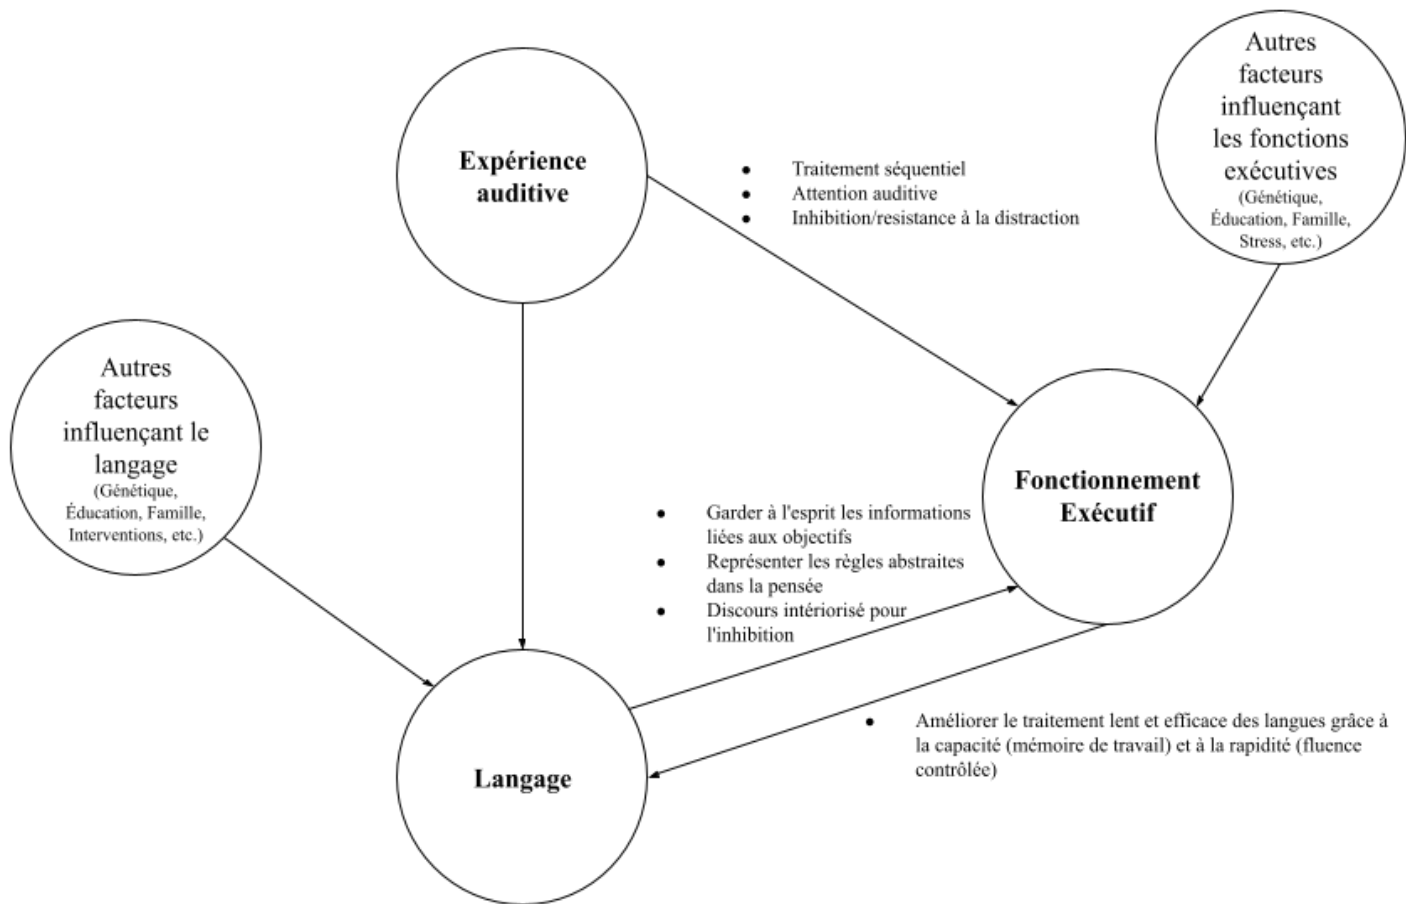 Autres
facteurs
influençant
les fonctions
exécutives
(Génétique,
Éducation, Famille,
Stress, etc.)
Expérience
auditive
● Traitement séquentiel
● Attention auditive
● Inhibition/resistance à la distraction
Autres
facteurs
influençant le
langage
(Génétique,
Éducation, Famille,
Interventions, etc.)
Fonctionnement
Exécutif
● Garder à l'esprit les informations
liées aux objectifs
● Représenter les règles abstraites
dans la pensée
● Discours intériorisé pour
l'inhibition
Langage
● Améliorer le traitement lent et efficace des langues grâce à
la capacité (mémoire de travail) et à la rapidité (fluence
contrôlée)